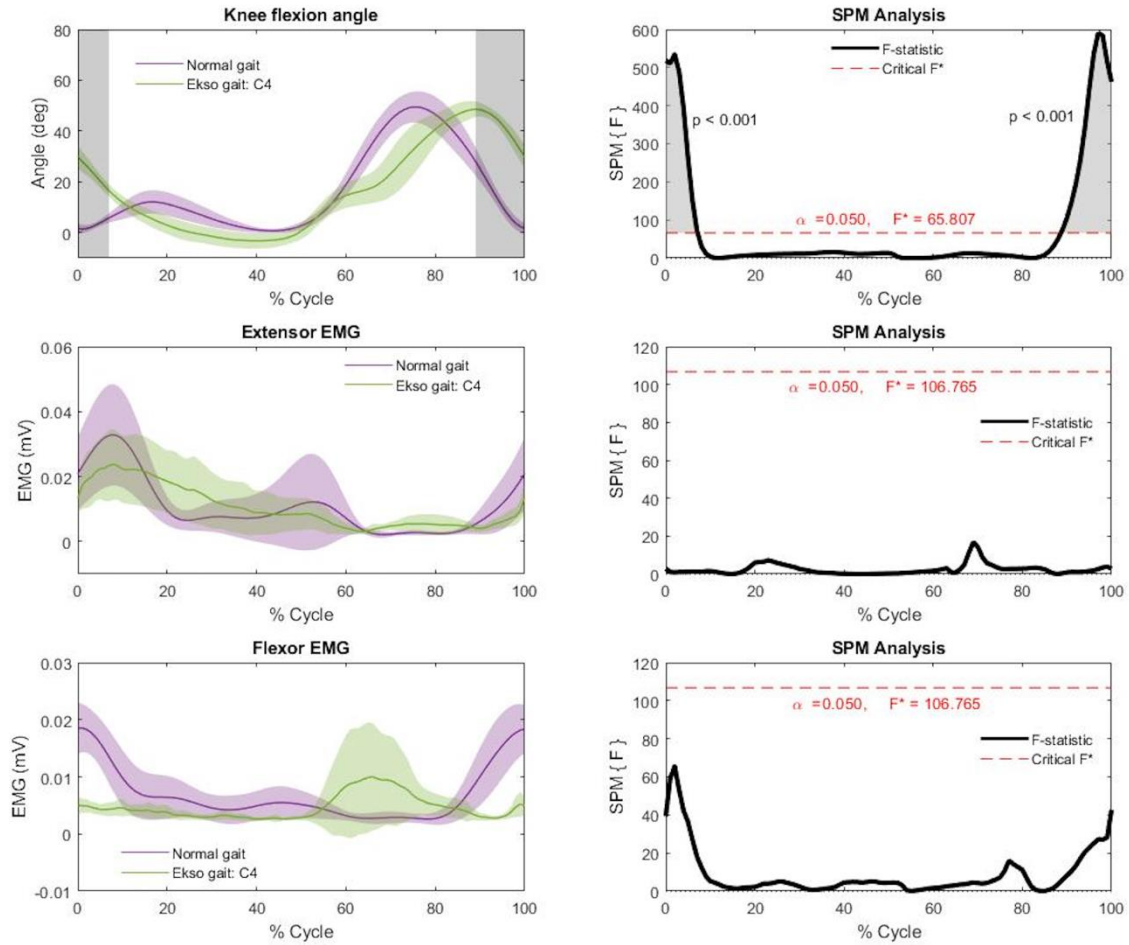 Knee flexion angle
80
60
40
20
0
Angle (deg)
Normal gait
Ekso gait: C4
0 20 40 60 80 100
% Cycle
SPM Analysis
600
500
400
300
200
100
0
SPM { F }
F-statistic
Critical F*
p < 0.001
p < 0.001
α =0.050, F* = 65.807
0 20 40 60 80 100
% Cycle
Extensor EMG
0.06
0.04
0.02
0
EMG (mV)
Normal gait
Ekso gait: C4
0 20 40 60 80 100
% Cycle
SPM Analysis
120
100
80
60
40
20
0
SPM { F }
α =0.050, F* = 106.765
F-statistic
Critical F*
0 20 40 60 80 100
% Cycle
Flexor EMG
0.03
0.02
0.01
0
-0.01
EMG (mV)
Normal gait
Ekso gait: C4
0 20 40 60 80 100
% Cycle
SPM Analysis
120
100
80
60
40
20
0
SPM { F }
α =0.050, F* = 106.765
F-statistic
Critical F*
0 20 40 60 80 100
% Cycle